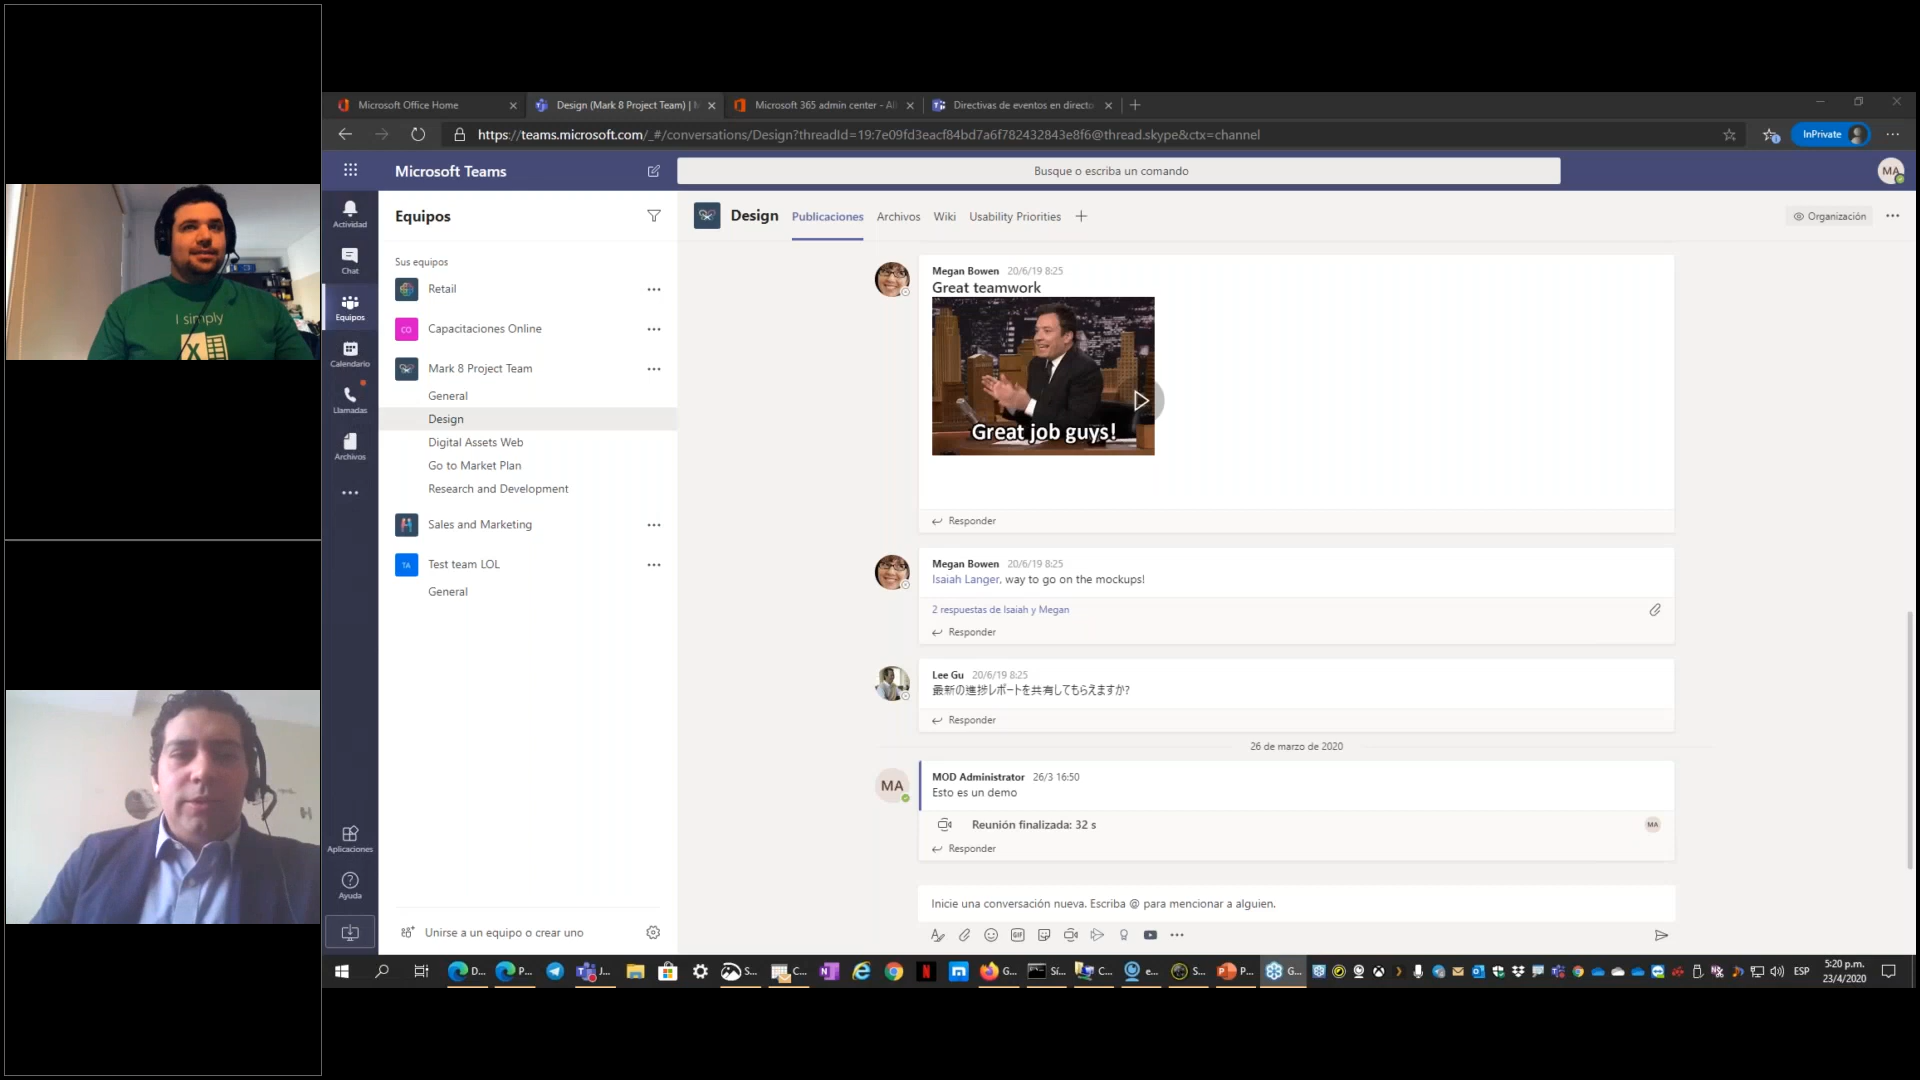 I simply
X
Microsoft Office Home
Design (Mark 8 Project Team) | M
Microsoft 365 admin center - Al
Directivas de eventos en directo
https://teams.microsoft.com/_#/conversations/Design?threadId=19:7e09fd3eacf84bd7a6f782432843e8f6@thread.skype&ctx=channel
InPrivate
Microsoft Teams
Busque o escriba un comando
MA
Actividad
Chat
Equipos
Calendario
Llamadas
Archivos
Aplicaciones
Ayuda
Equipos
Sus equipos
Retail
CO
Capacitaciones Online
Mark 8 Project Team
General
Design
Digital Assets Web
Go to Market Plan
Research and Development
Sales and Marketing
TA
Test team LOL
General
Unirse a un equipo o crear uno
Design
Publicaciones
Archivos
Wiki
Usability Priorities
Organización
Megan Bowen 20/6/19 8:25
Great teamwork
Great job guys!
Responder
Megan Bowen 20/6/19 8:25
Isaiah Langer, way to go on the mockups!
2 respuestas de Isaiah y Megan
Responder
Lee Gu 20/6/19 8:25
最新の進捗レポートを共有してもらえますか?
Responder
26 de marzo de 2020
MA
MOD Administrator 26/3 16:50
Esto es un demo
Reunión finalizada: 32 s
MA
Responder
Inicie una conversación nueva. Escriba @ para mencionar a alguien.
GIF
D...
P...
J...
S...
C...
G...
Sí...
C...
e...
S...
P...
G...
ESP
5:20 p.m.
23/4/2020